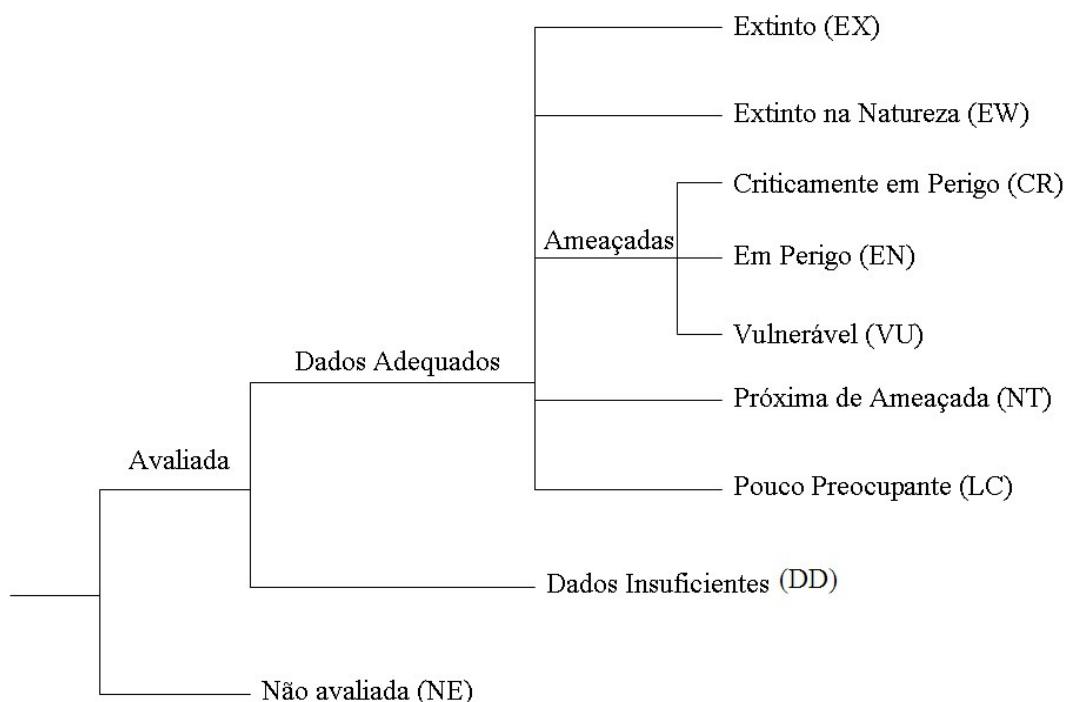 Extinto (EX)
Extinto na Natureza (EW)
Criticamente em Perigo (CR)
Ameaçadas
Em Perigo (EN)
Vulnerável (VU)
Dados Adequados
Próxima de Ameaçada (NT)
Avaliada
Pouco Preocupante (LC)
Dados Insuficientes (DD)
Não avaliada (NE)